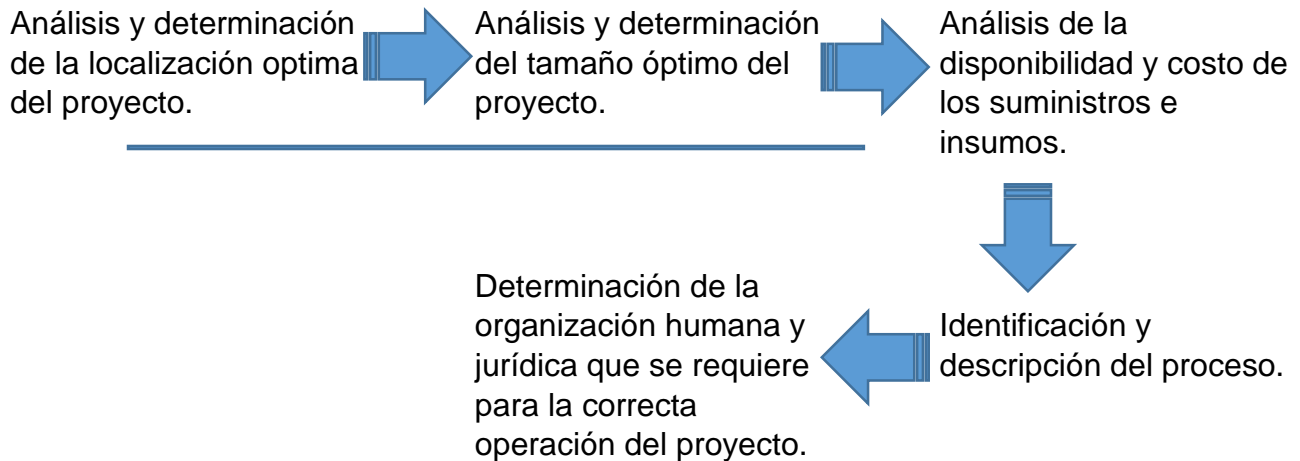 Análisis y determinación
de la localización optima
del proyecto.
Análisis y determinación
del tamaño óptimo del
proyecto.
Análisis de la
disponibilidad y costo de
los suministros e
insumos.
Identificación y
descripción del proceso.
Determinación de la
organización humana y
jurídica que se requiere
para la correcta
operación del proyecto.